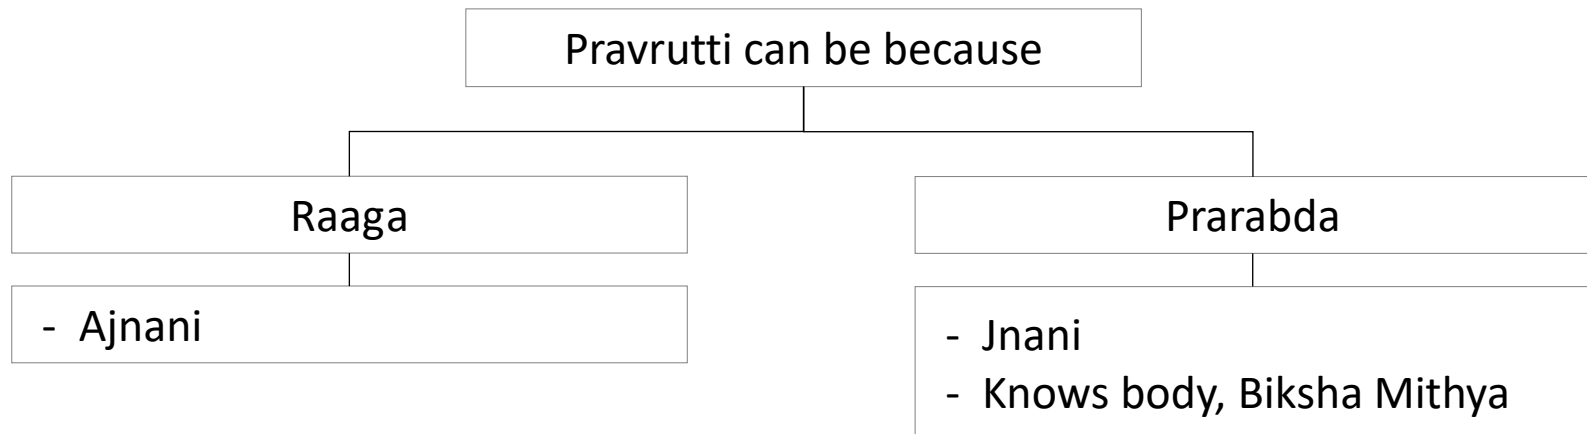 Pravrutti can be because
Raaga
Prarabda
- Ajnani
- Jnani
- Knows body, Biksha Mithya